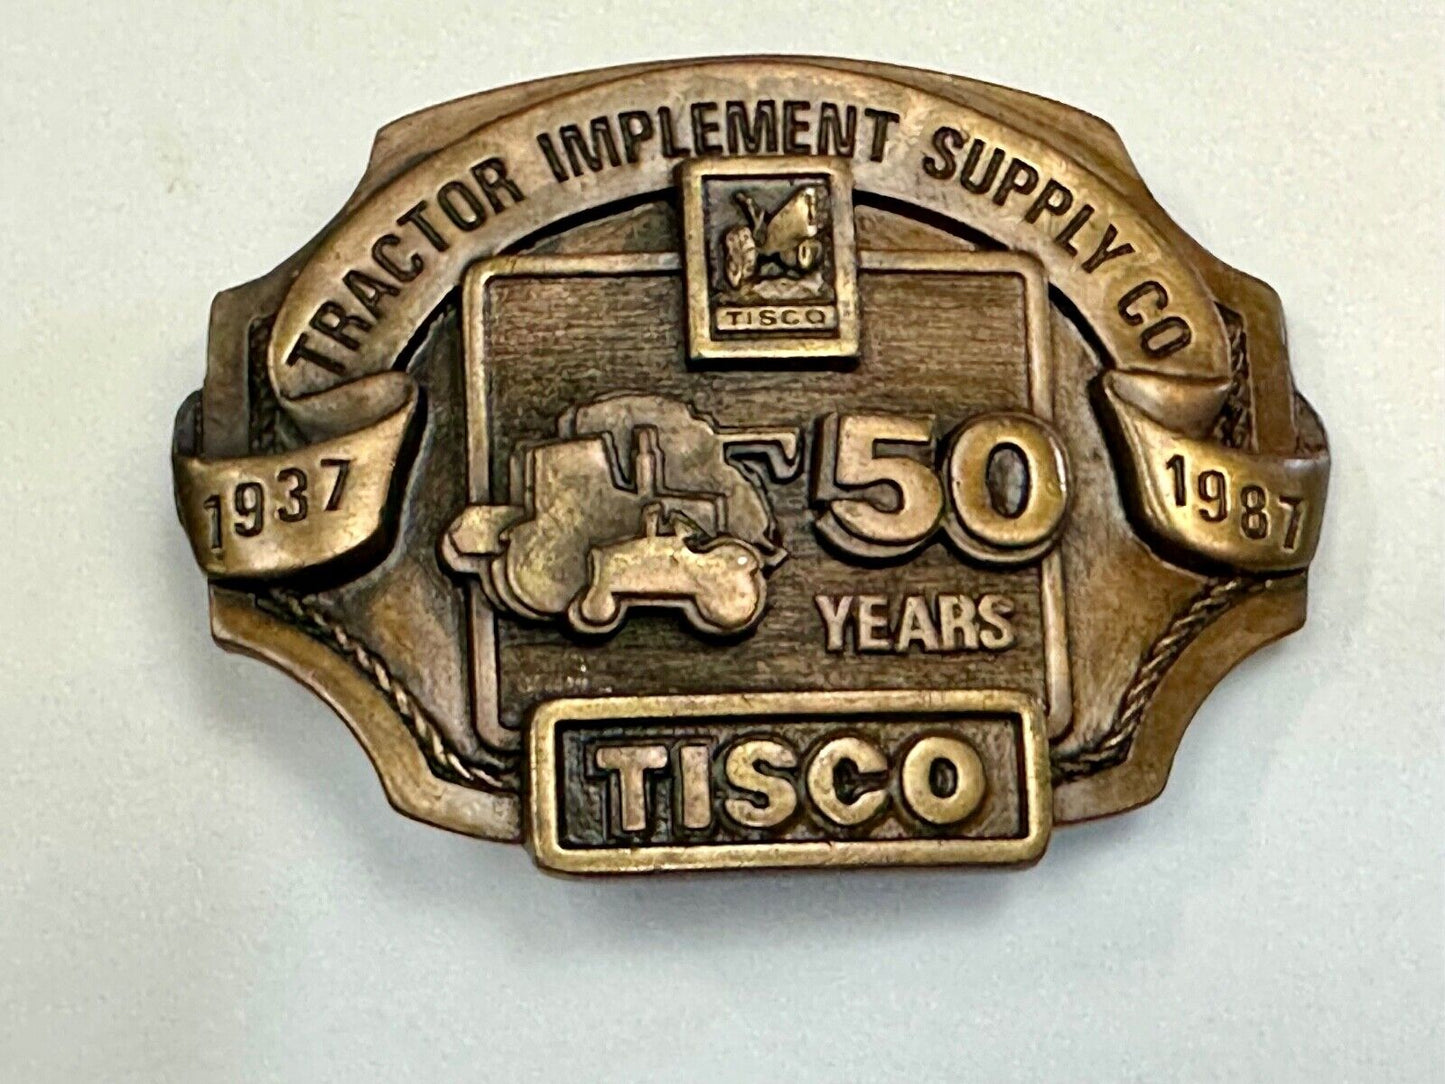 TRACTOR IMPLEMENT SUPPLY CO
TISCO
1937
1987
50
YEARS
TISCO